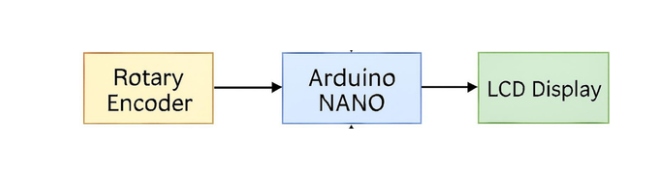 Rotary
Encoder
Arduino
NANO
LCD Display